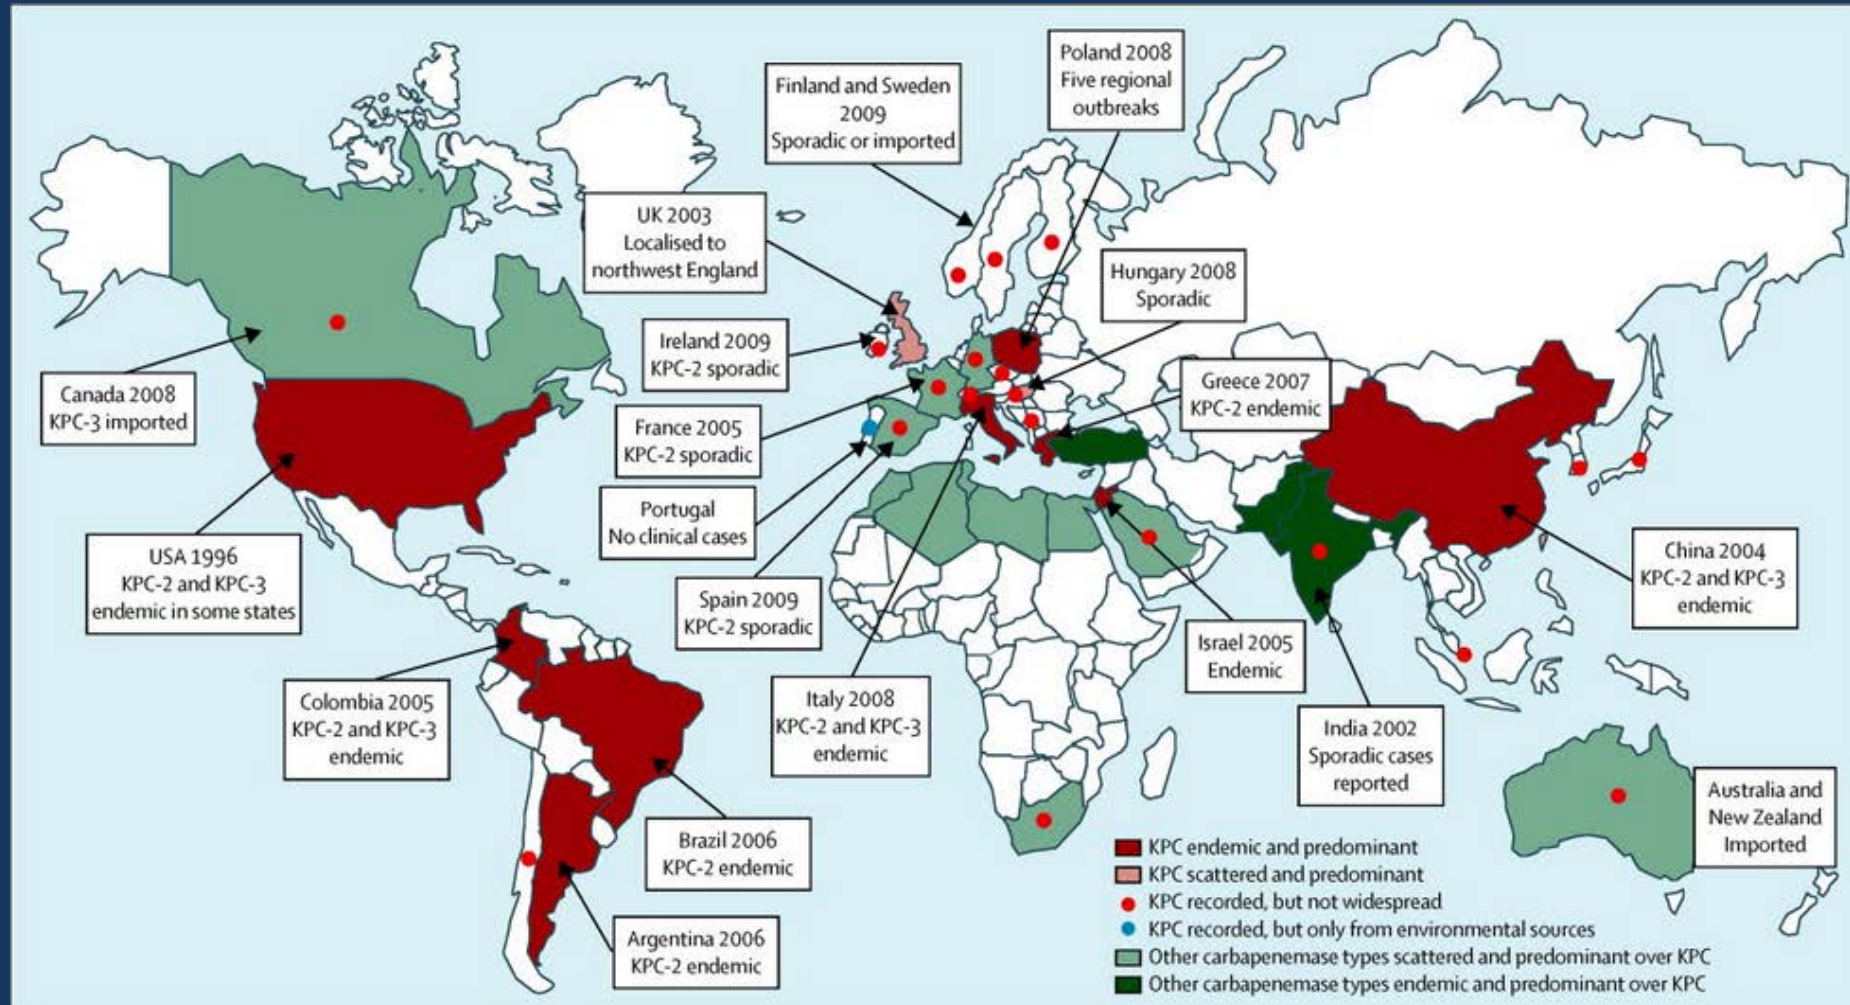 Poland 2008
Five regional
outbreaks
Finland and Sweden
2009
Sporadic or imported
UK 2003
Localised to
northwest England
Hungary 2008
Sporadic
Ireland 2009
KPC-2 sporadic
Canada 2008
KPC-3 imported
Greece 2007
KPC-2 endemic
France 2005
KPC-2 sporadic
Portugal
No clinical cases
USA 1996
KPC-2 and KPC-3
endemic in some states
China 2004
KPC-2 and KPC-3
endemic
Spain 2009
KPC-2 sporadic
Israel 2005
Endemic
Colombia 2005
KPC-2 and KPC-3
endemic
Italy 2008
KPC-2 and KPC-3
endemic
India 2002
Sporadic cases
reported
Australia and
New Zealand
Imported
Brazil 2006
KPC-2 endemic
Argentina 2006
KPC-2 endemic
KPC endemic and predominant
KPC scattered and predominant
KPC recorded, but not widespread
KPC recorded, but only from environmental sources
Other carbapenemase types scattered and predominant over KPC
Other carbapenemase types endemic and predominant over KPC